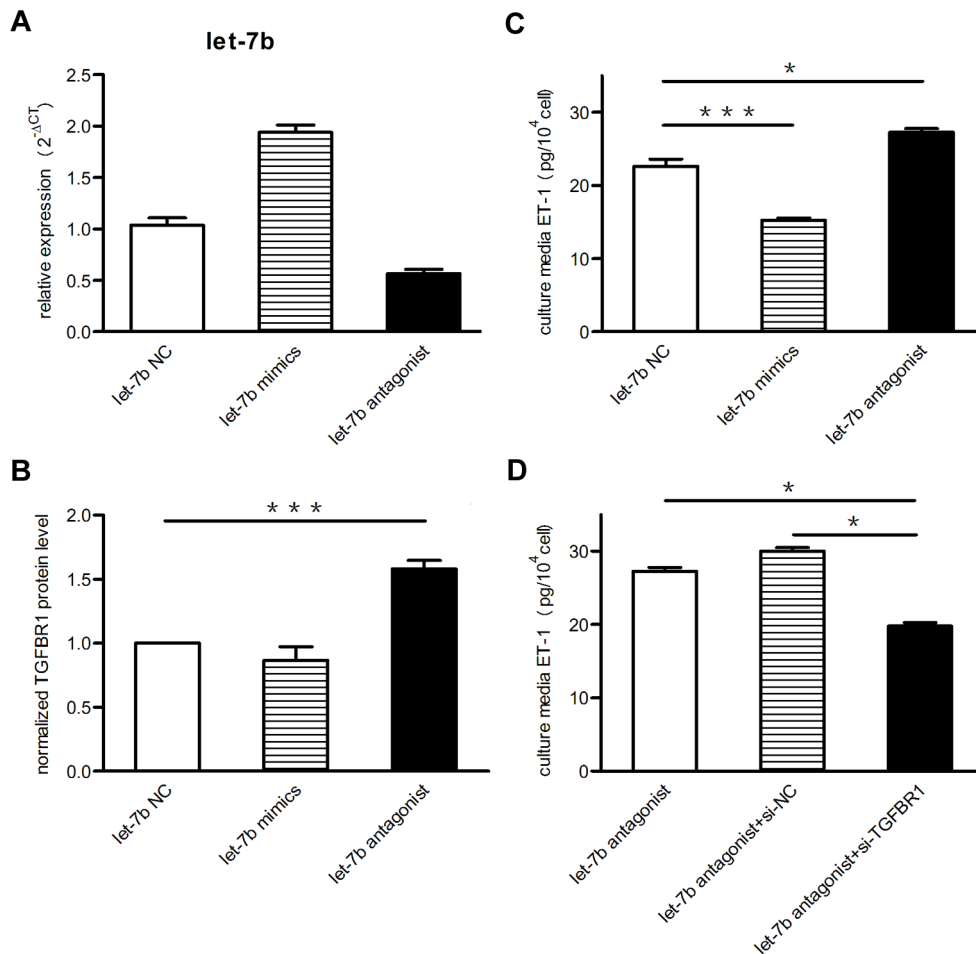 A
let-7b
relative expression ( 2^-ΔCT)
2.5
2.0
1.5
1.0
0.5
0.0
let-7b NC
let-7b mimics
let-7b antagonist
C
culture media ET-1 ( pg/10^4 cell)
* 
* * *
30
20
10
0
let-7b NC
let-7b mimics
let-7b antagonist
B
normalized TGFBR1 protein level
* * *
2.0
1.5
1.0
0.5
0.0
let-7b NC
let-7b mimics
let-7b antagonist
D
culture media ET-1 ( pg/10^4 cell)
*
*
30
20
10
0
let-7b antagonist
let-7b antagonist+si-NC
let-7b antagonist+si-TGFBR1